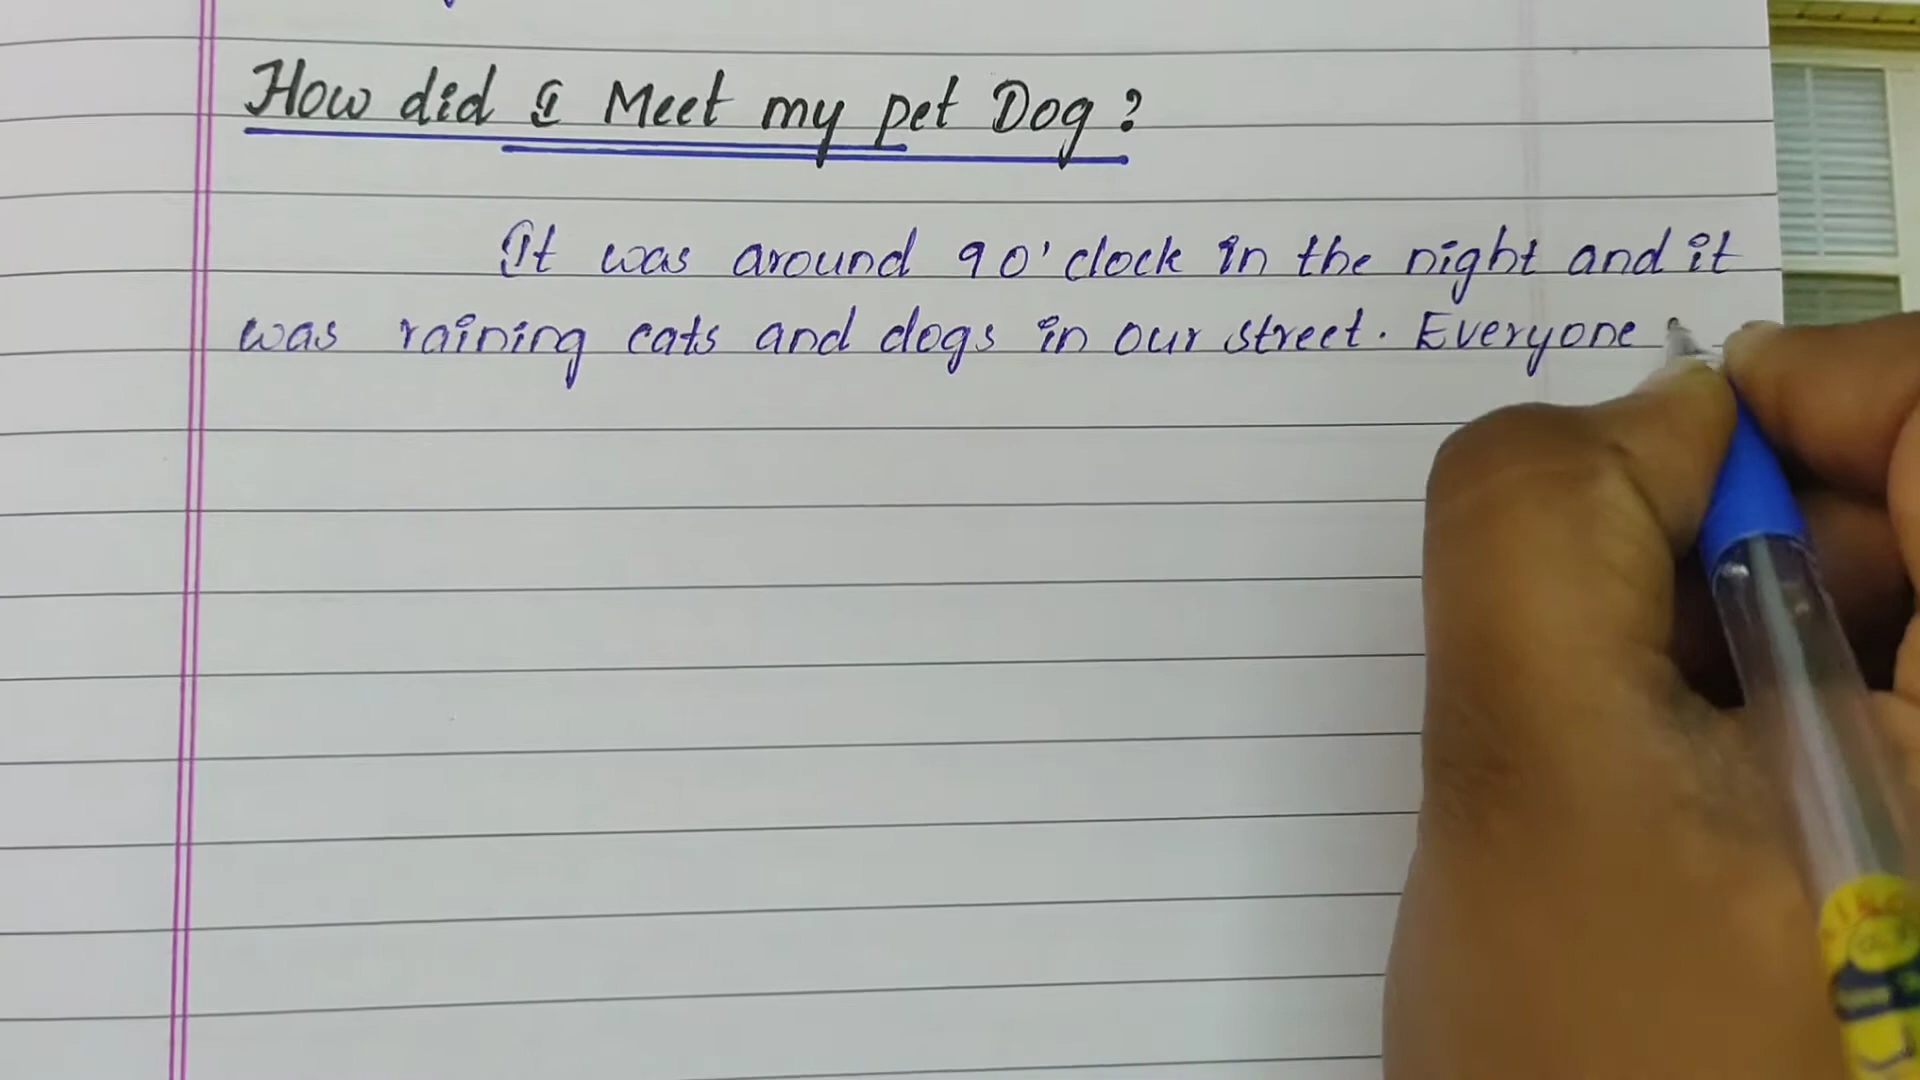 How did I Meet my pet Dog?
It was around 9 o'clock in the night and it
was raining cats and dogs in our street. Everyone